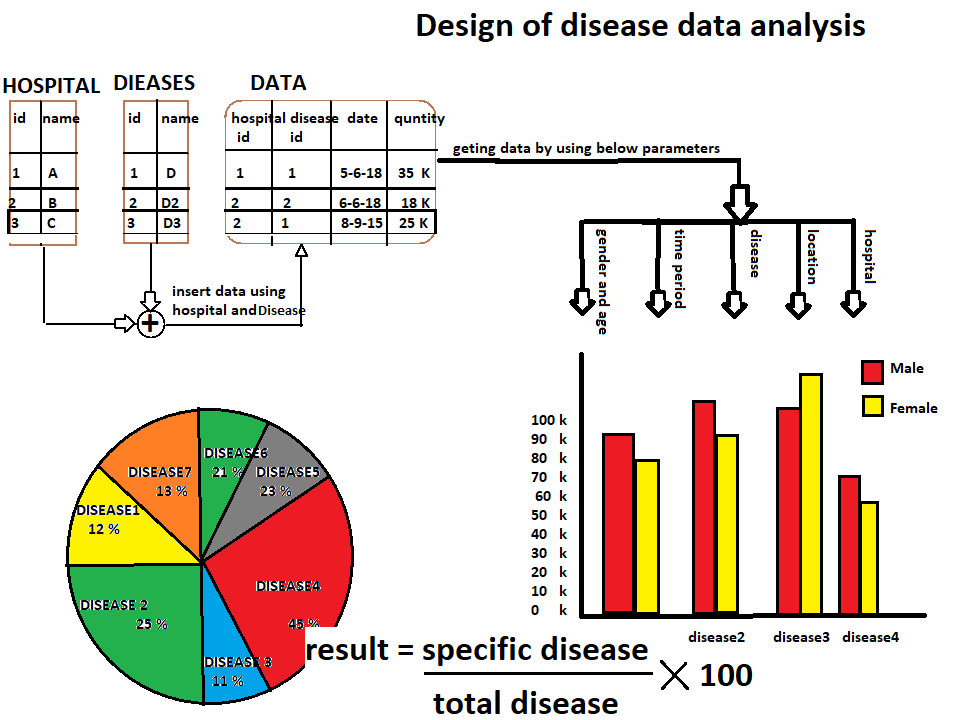 Design of disease data analysis
HOSPITAL
DIEASES
DATA
id name
1 A
2 B
3 C
id name
1 D
2 D2
3 D3
hospital disease date quntity
id id
1 1 5-6-18 35 K
2 2 6-6-18 18 K
2 1 8-9-15 25 K
geting data by using below parameters
gender and age
time period
disease
location
hospital
insert data using
hospital and Disease
+
Male
Female
100 k
90 k
80 k
70 k
60 k
50 k
40 k
30 k
20 k
10 k
0 k
disease2 disease3 disease4
DISEASE6
21 %
DISEASE5
23 %
DISEASE7
13 %
DISEASE1
12 %
DISEASE4
45 %
DISEASE 2
25 %
DISEASE 3
11 %
result = specific disease
× 100
total disease